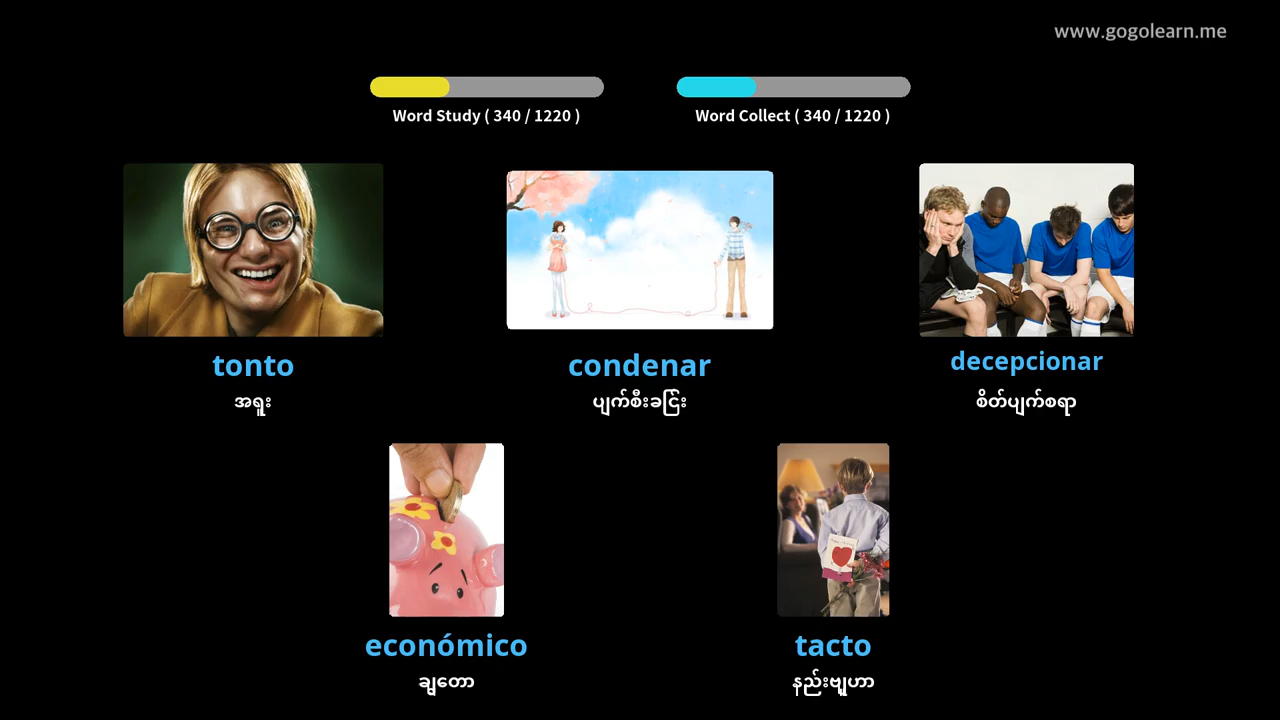 www.gogolearn.me
Word Study ( 340 / 1220 )
Word Collect ( 340 / 1220 )
tonto
အရူး
condenar
ပျက်စီးခြင်း
decepcionar
စိတ်ပျက်စရာ
económico
ချွတော
tacto
နည်းဗျူဟာ